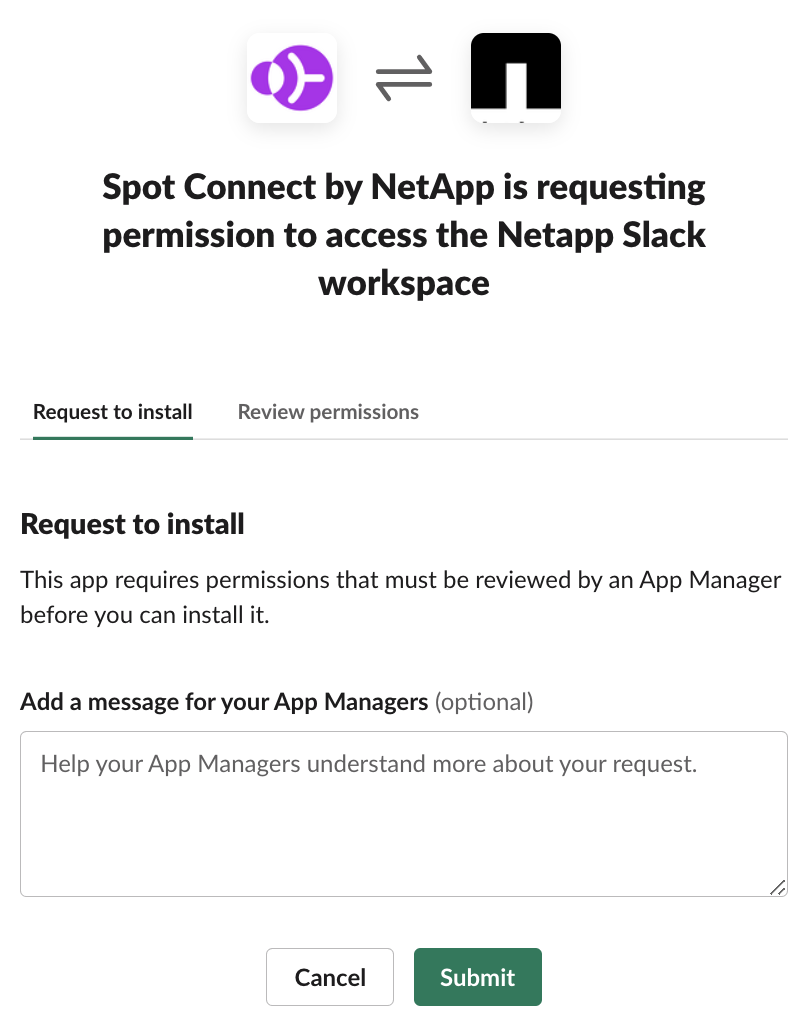 Spot Connect by NetApp is requesting
permission to access the Netapp Slack
workspace
Request to install
Review permissions
Request to install
This app requires permissions that must be reviewed by an App Manager
before you can install it.
Add a message for your App Managers (optional)
Help your App Managers understand more about your request.
Cancel
Submit